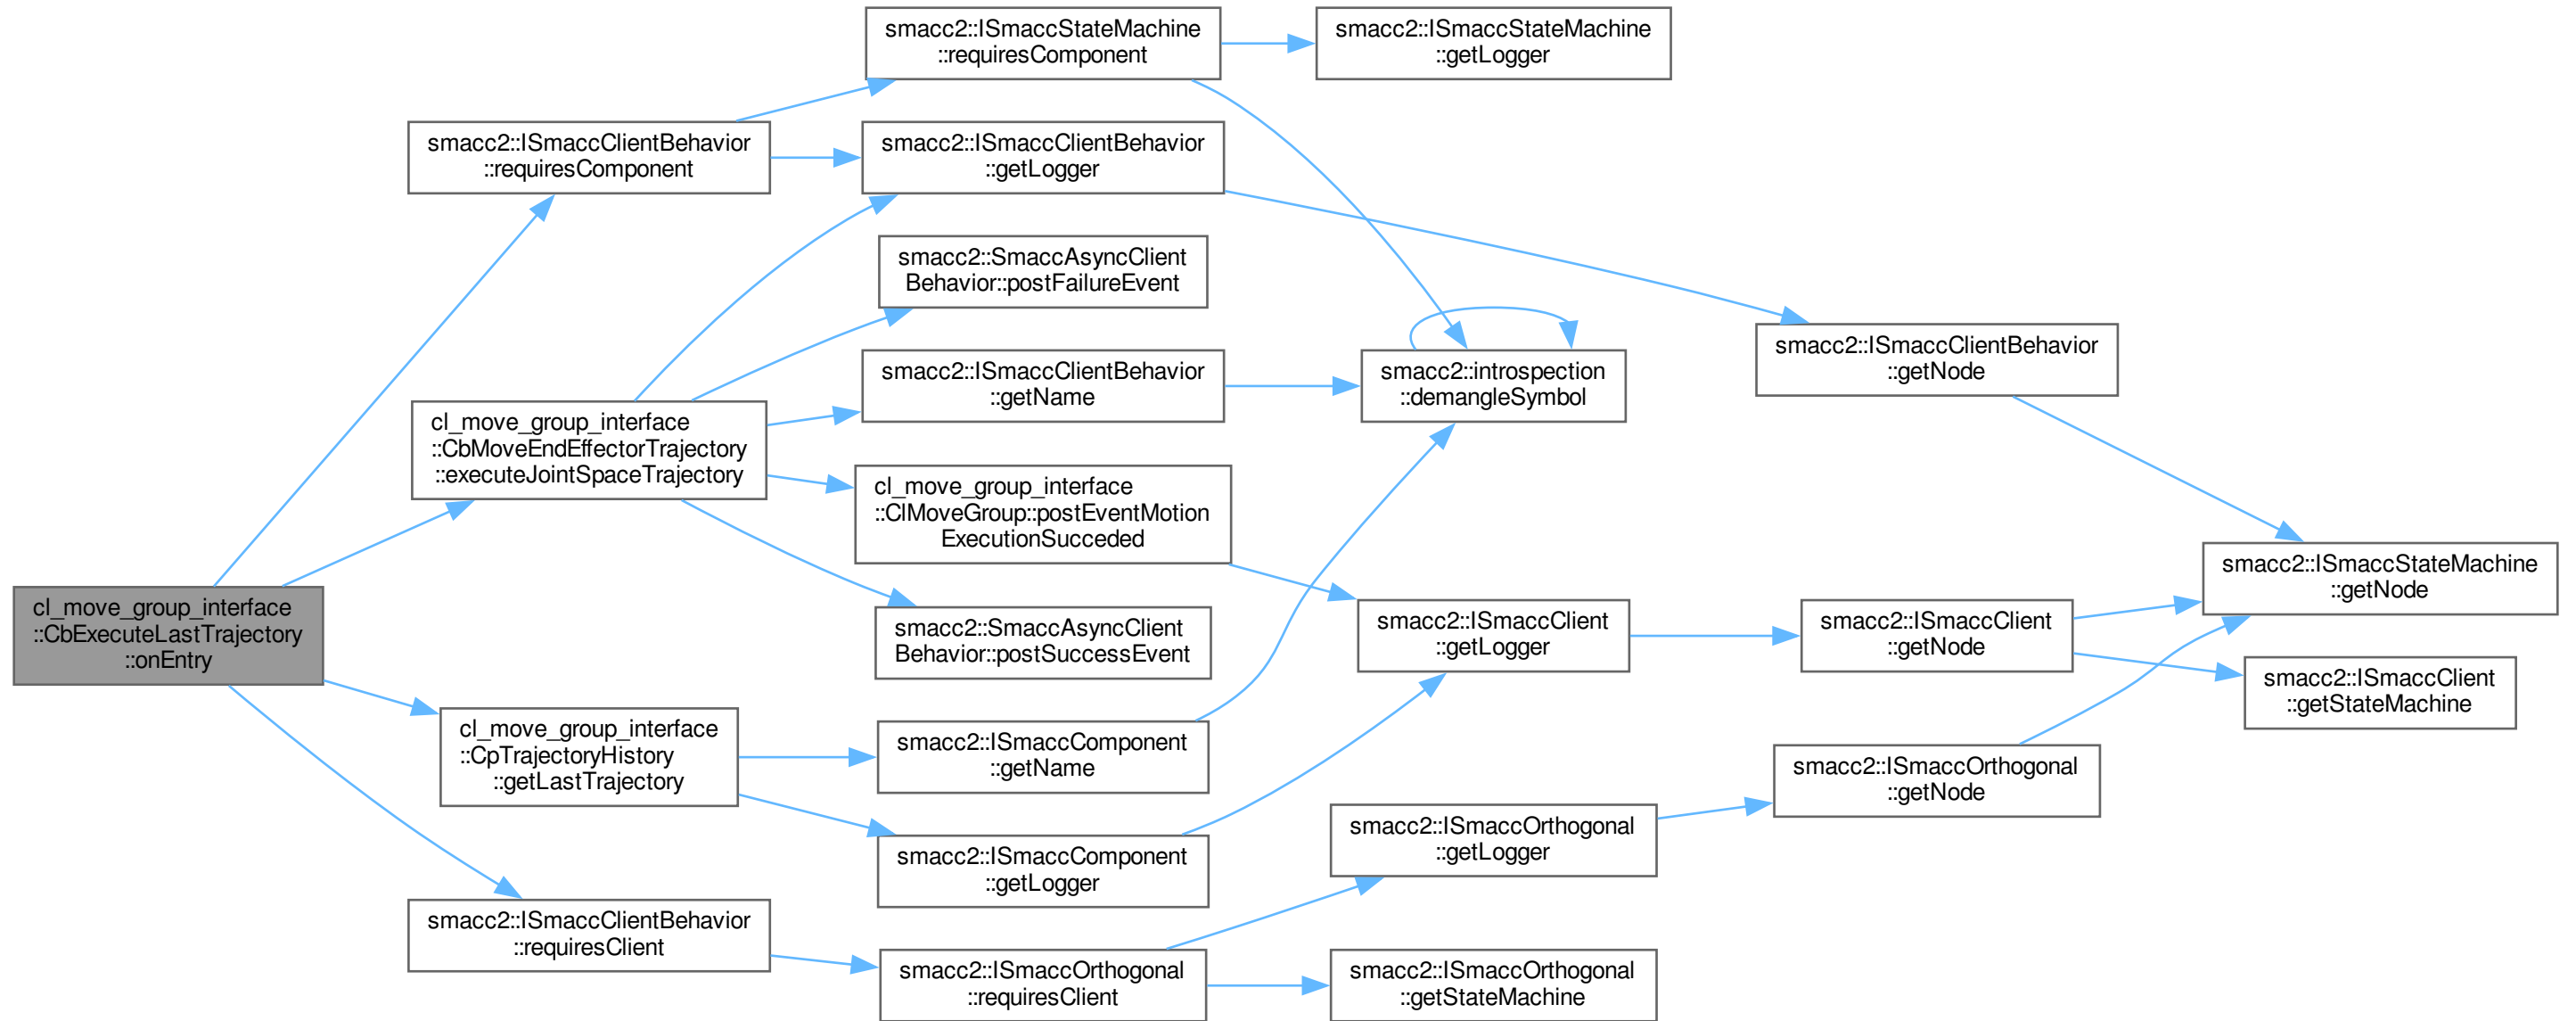 smacc2::ISmaccStateMachine
::requiresComponent
smacc2::ISmaccStateMachine
::getLogger
smacc2::ISmaccClientBehavior
::requiresComponent
smacc2::ISmaccClientBehavior
::getLogger
smacc2::SmaccAsyncClient
Behavior::postFailureEvent
smacc2::ISmaccClientBehavior
::getNode
smacc2::ISmaccClientBehavior
::getName
smacc2::introspection
::demangleSymbol
cl_move_group_interface
::CbMoveEndEffectorTrajectory
::executeJointSpaceTrajectory
cl_move_group_interface
::ClMoveGroup::postEventMotion
ExecutionSucceded
smacc2::ISmaccStateMachine
::getNode
cl_move_group_interface
::CbExecuteLastTrajectory
::onEntry
smacc2::SmaccAsyncClient
Behavior::postSuccessEvent
smacc2::ISmaccClient
::getLogger
smacc2::ISmaccClient
::getNode
smacc2::ISmaccClient
::getStateMachine
cl_move_group_interface
::CpTrajectoryHistory
::getLastTrajectory
smacc2::ISmaccComponent
::getName
smacc2::ISmaccOrthogonal
::getNode
smacc2::ISmaccComponent
::getLogger
smacc2::ISmaccOrthogonal
::getLogger
smacc2::ISmaccClientBehavior
::requiresClient
smacc2::ISmaccOrthogonal
::requiresClient
smacc2::ISmaccOrthogonal
::getStateMachine